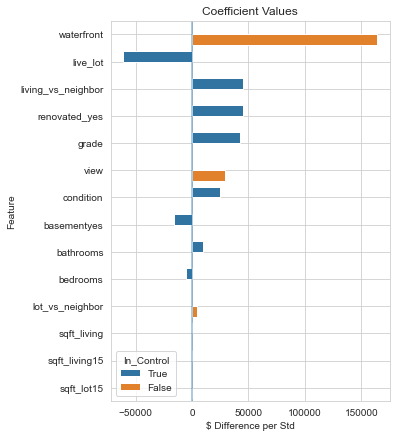 Coefficient Values
waterfront
live_lot
living_vs_neighbor
renovated_yes
grade
view
condition
basementyes
bathrooms
bedrooms
lot_vs_neighbor
sqft_living
sqft_living15
sqft_lot15
Feature
In_Control
True
False
−50000 0 50000 100000 150000
$ Difference per Std